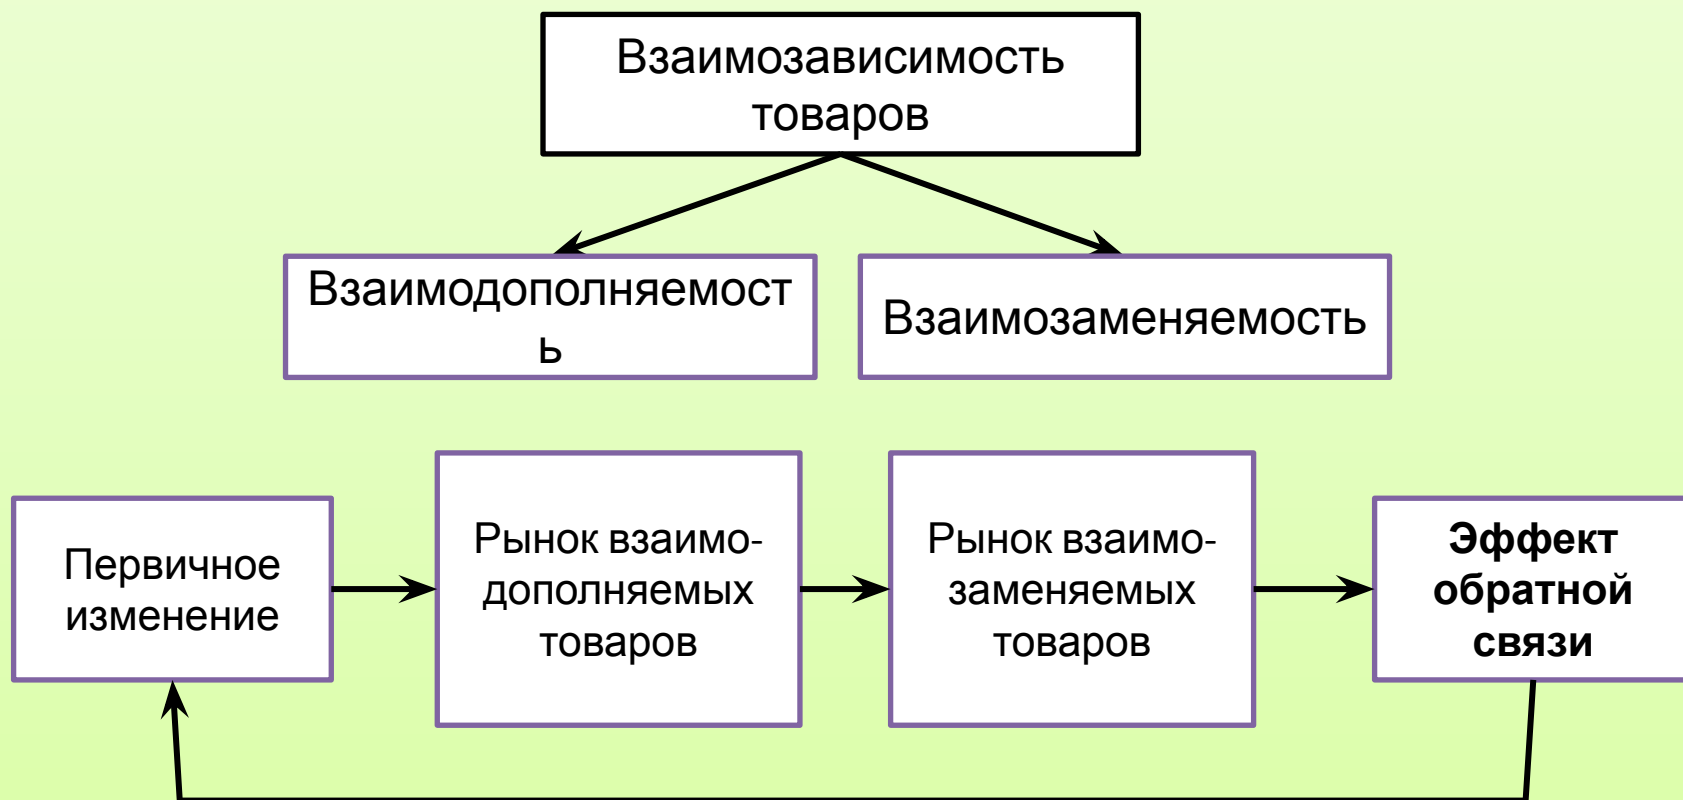 Взаимозависимость
товаров
Взаимодополняемост
ь
Взаимозаменяемость
Первичное
изменение
Рынок взаимо-
дополняемых
товаров
Рынок взаимо-
заменяемых
товаров
Эффект
обратной
связи